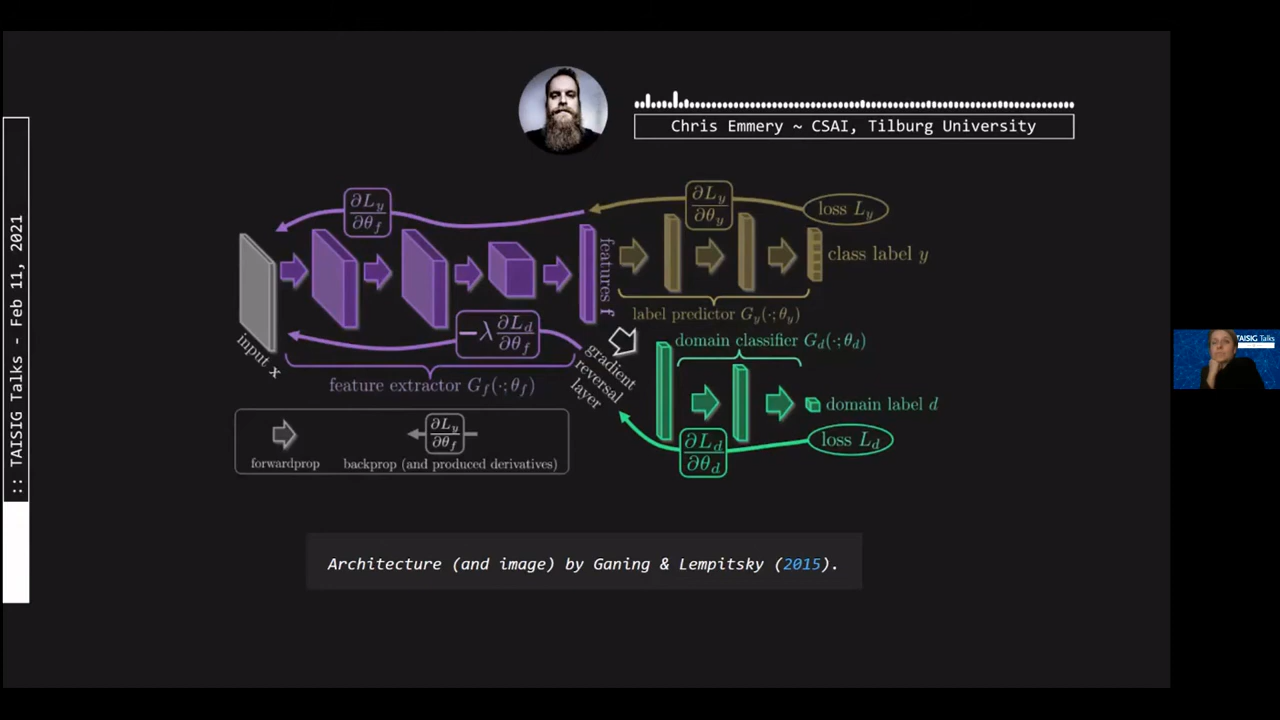 Chris Emmery ~ CSAI, Tilburg University
:: TAISIG Talks - Feb 11, 2021
∂L_y
∂θ_f
∂L_y
∂θ_y
loss L_y
features f
class label y
label predictor G_y(·;θ_y)
−λ ∂L_d
∂θ_f
input x
feature extractor G_f(·;θ_f)
gradient
reversal
layer
domain classifier G_d(·;θ_d)
domain label d
∂L_d
∂θ_d
loss L_d
∂L_y
∂θ_f
forwardprop
backprop (and produced derivatives)
Architecture (and image) by Ganing & Lempitsky (2015).
TAISIG Talks